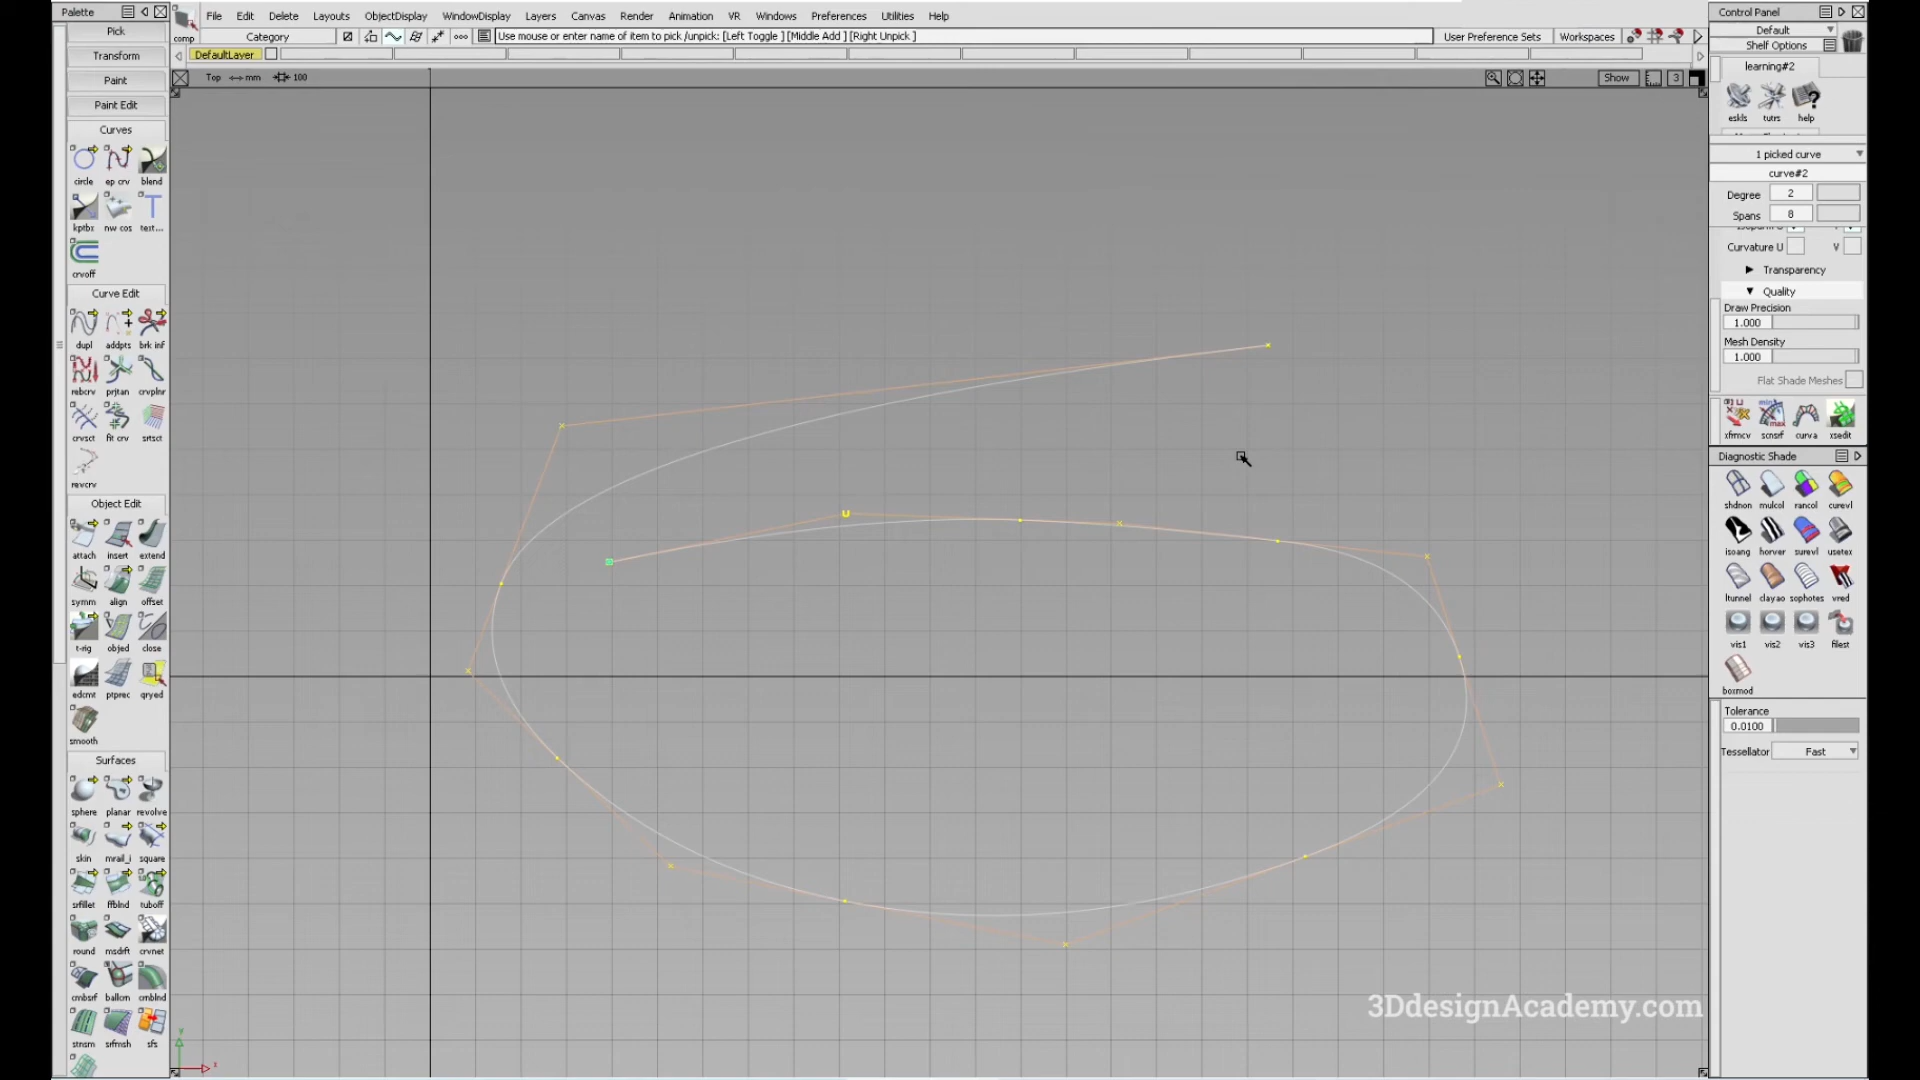 Palette
File Edit Delete Layouts ObjectDisplay WindowDisplay Layers Canvas Render Animation VR Windows Preferences Utilities Help
Control Panel
Pick
comp
Category
Use mouse or enter name of item to pick /unpick: [Left Toggle ] [Middle Add ] [Right Unpick ]
User Preference Sets
Workspaces
Default
Shelf Options
Transform
DefaultLayer
learning#2
Paint
Top mm 100
Show
3
Paint Edit
eskls tutrs help
Curves
circle ep crv blend
1 picked curve
curve#2
Degree 2
Spans 8
kptbx nw cos text...
Curvature U V
crvoff
Transparency
Curve Edit
Quality
Draw Precision
1.000
dupl addpts brk inf
Mesh Density
1.000
Flat Shade Meshes
rebcrv prjtan crvplnr
crvsct fit crv srtsct
xfrmcv scnsrf curva xsedit
Diagnostic Shade
revcrv
Object Edit
shdnon mulcol rancol curevl
attach insert extend
isoang horver surevl usetex
symm align offset
ltunnel clayao sophotes vred
t-rig objed close
vis1 vis2 vis3 filest
edcmt ptprec qryed
boxmod
Tolerance
0.0100
smooth
Tessellator Fast
Surfaces
sphere planar revolve
skin mrail_i square
srfillet ffblnd tuboff
round msdrft crvnet
cmbsrf ballcrn cmblnd
3DdesignAcademy.com
stnsm srfmsh sfs
U
Y
x